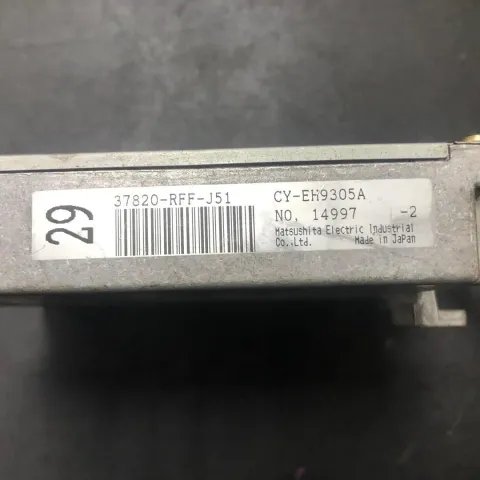 29
37820-RFF-J51
CY-EH9305A
NO. 14997 -2
Matsushita Electric Industrial
Co.,Ltd. Made in Japan